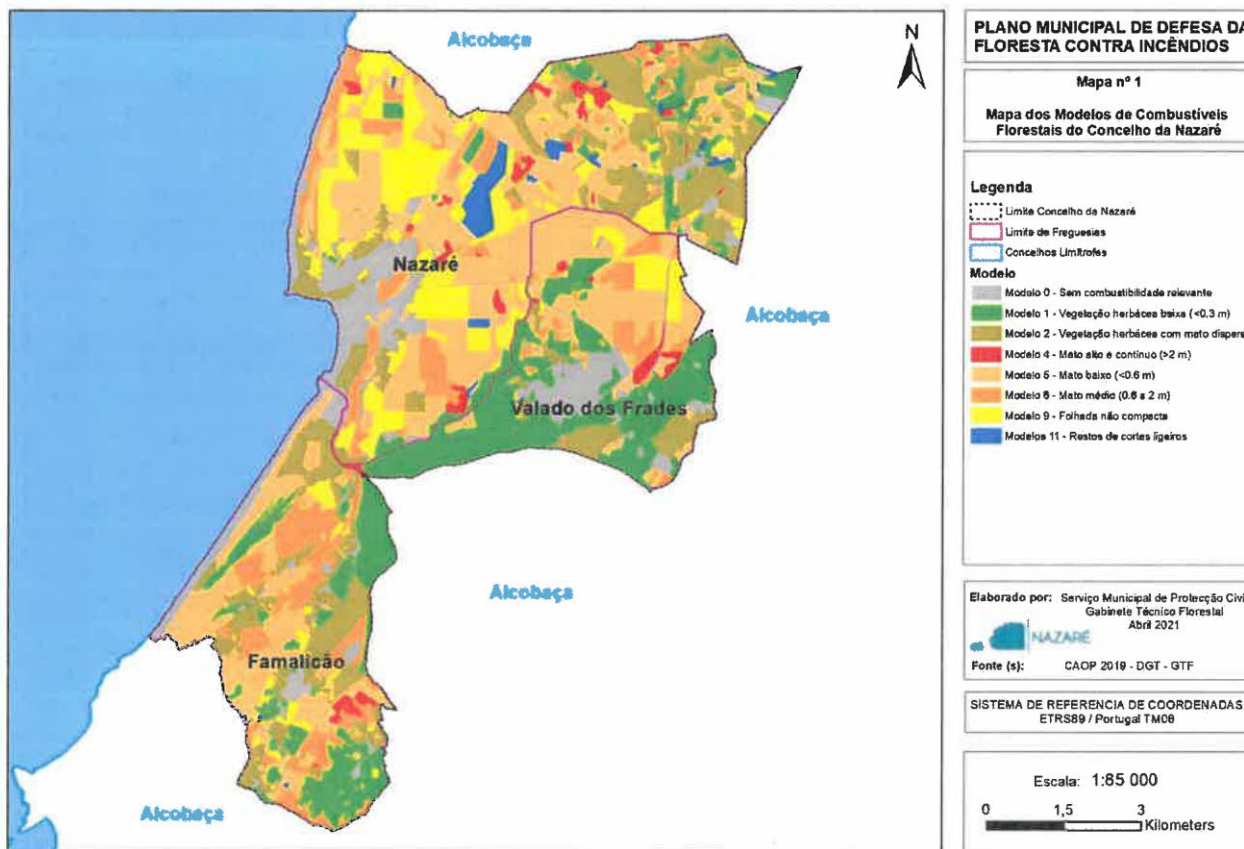 Alcobaça
N
Nazaré
Alcobaça
Valado dos Frades
Alcobaça
Famalicão
Alcobaça
PLANO MUNICIPAL DE DEFESA DA
FLORESTA CONTRA INCÊNDIOS
Mapa nº 1
Mapa dos Modelos de Combustíveis
Florestais do Concelho da Nazaré
Legenda
Limite Concelho da Nazaré
Limite de Freguesias
Concelhos Limítrofes
Modelo
Modelo 0 - Sem combustibilidade relevante
Modelo 1 - Vegetação herbácea baixa (<0.3 m)
Modelo 2 - Vegetação herbácea com mato dispers
Modelo 4 - Mato alto e contínuo (>2 m)
Modelo 5 - Mato baixo (<0.6 m)
Modelo 6 - Mato médio (0.6 a 2 m)
Modelo 9 - Folhada não compacta
Modelos 11 - Restos de cortes ligeiros
Elaborado por: Serviço Municipal de Protecção Civi
Gabinete Técnico Florestal
Abril 2021
NAZARÉ
Fonte (s): CAOP 2019 - DGT - GTF
SISTEMA DE REFERENCIA DE COORDENADAS
ETRS89 / Portugal TM06
Escala: 1:85 000
0 1,5 3
Kilometers